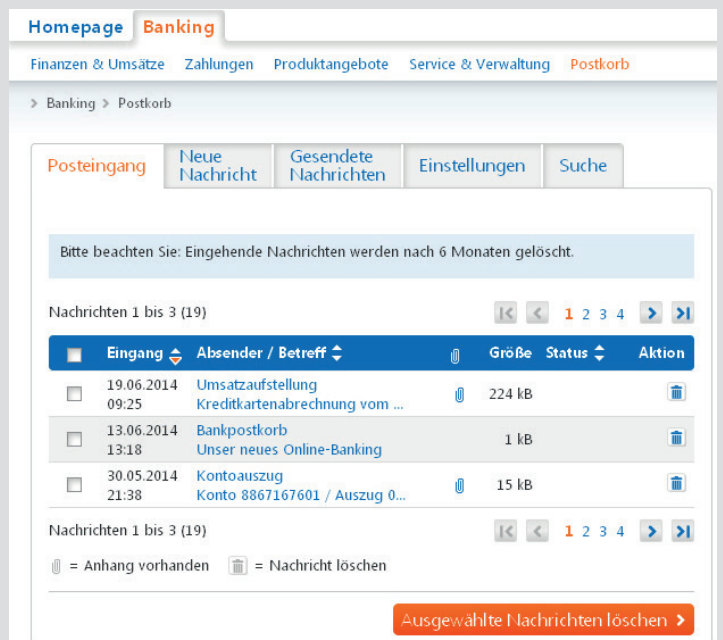 Homepage Banking
Finanzen & Umsätze Zahlungen Produktangebote Service & Verwaltung Postkorb
Banking Postkorb
Posteingang Neue Nachricht Gesendete Nachrichten Einstellungen Suche
Bitte beachten Sie: Eingehende Nachrichten werden nach 6 Monaten gelöscht.
Nachrichten 1 bis 3 (19) 1 2 3 4
Eingang Absender / Betreff Größe Status Aktion
19.06.2014 Umsatzaufstellung
09:25 Kreditkartenabrechnung vom ... 224 kB
13.06.2014 Bankpostkorb
13:18 Unser neues Online-Banking 1 kB
30.05.2014 Kontoauszug
21:38 Konto 8867167601 / Auszug 0... 15 kB
Nachrichten 1 bis 3 (19) 1 2 3 4
= Anhang vorhanden = Nachricht löschen
Ausgewählte Nachrichten löschen